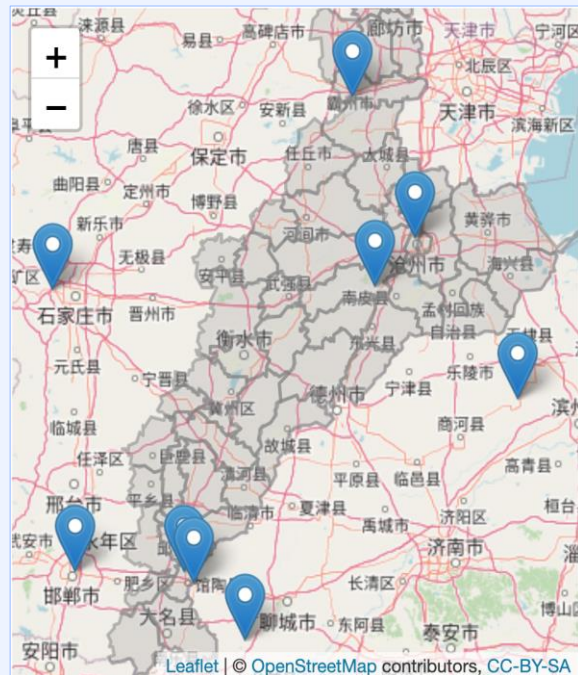 涞源县
易县
高碑店市
廊坊市
天津市
宁河区
+
−
北辰区
徐水区
安新县
霸州市
天津市
滨海新区
唐县
保定市
任丘市
大城县
曲阳县
定州市
博野县
新乐市
河间市
黄骅市
矿区
无极县
安平县
武强县
沧州市
海兴县
石家庄市
晋州市
南皮县
孟村回族
自治县
元氏县
衡水市
东光县
无棣县
宁晋县
乐陵市
宁津县
德州市
滨州
临城县
冀州区
商河县
任泽区
巨鹿县
故城县
高青县
邢台市
平乡县
清河县
平原县
临邑县
桓台
临清市
夏津县
济阳区
武安市
永年区
禹城市
济南市
淄
邯郸市
肥乡区
馆陶
长清区
大名县
聊城市
东阿县
博山
安阳市
泰安市
Leaflet | © OpenStreetMap contributors, CC-BY-SA